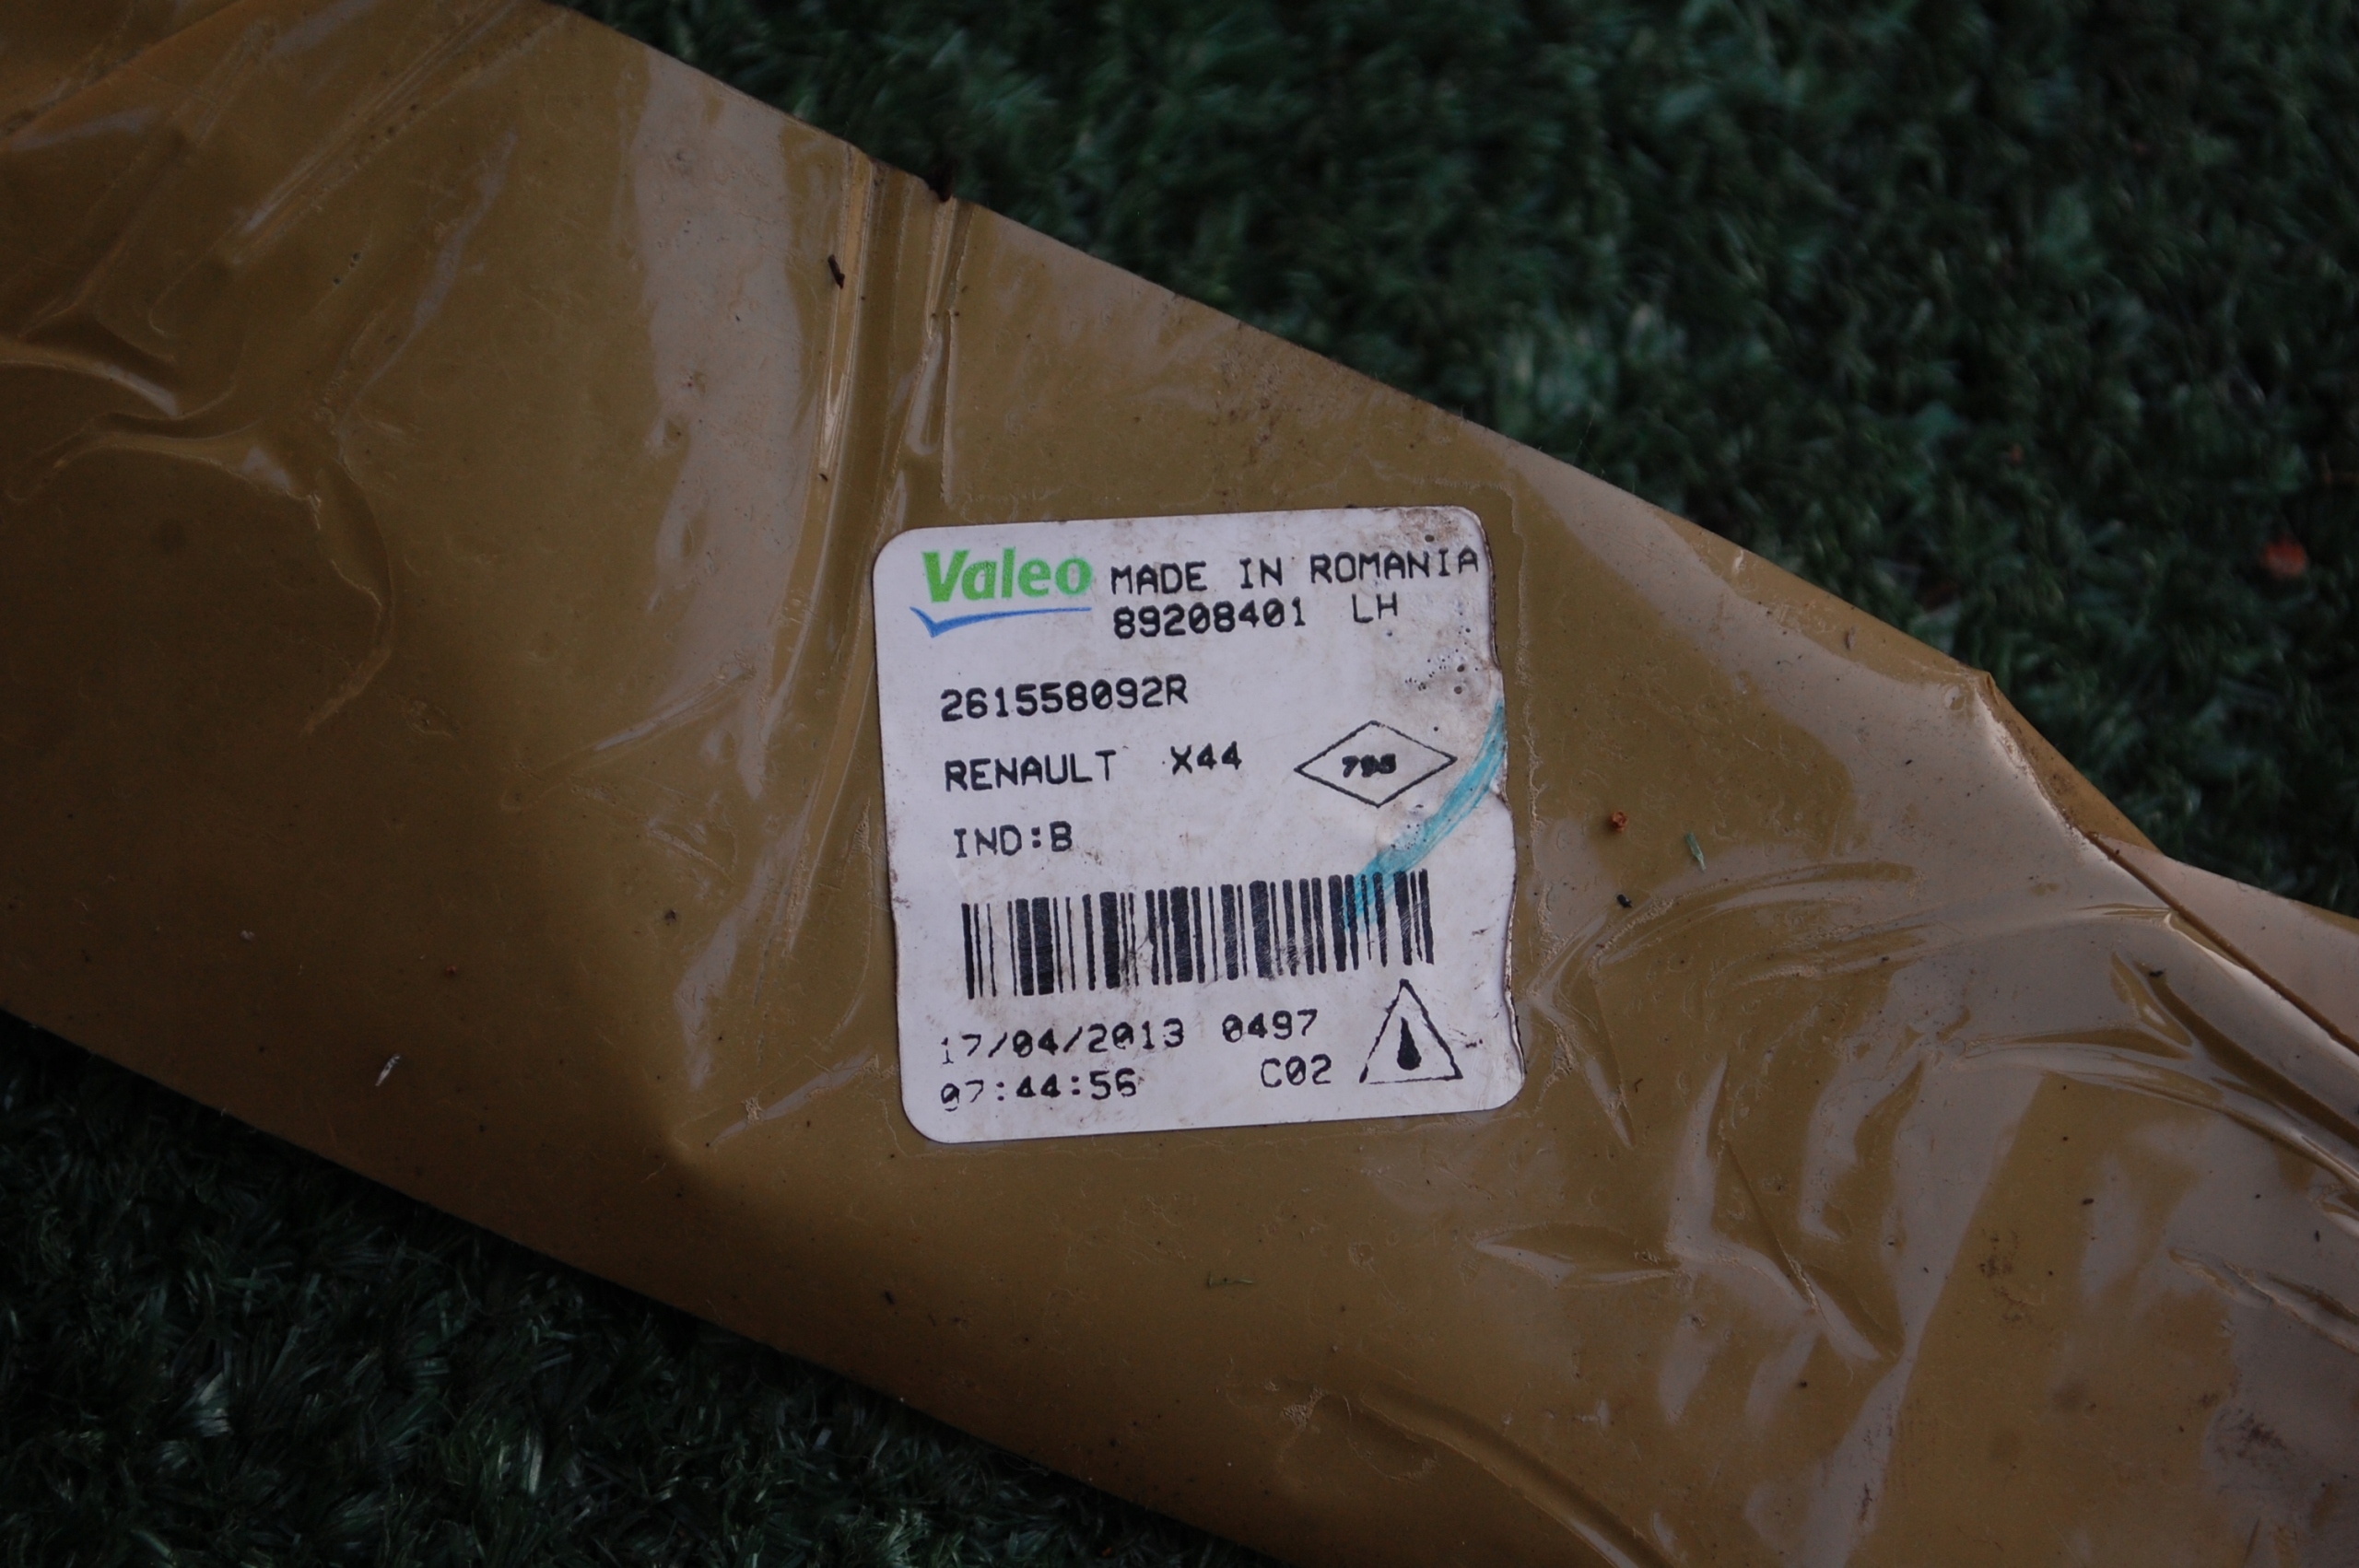 Valeo MADE IN ROMANIA
89208401 LH
261558092R
RENAULT X44
IND:B
17/04/2013 0497
07:44:56 C02